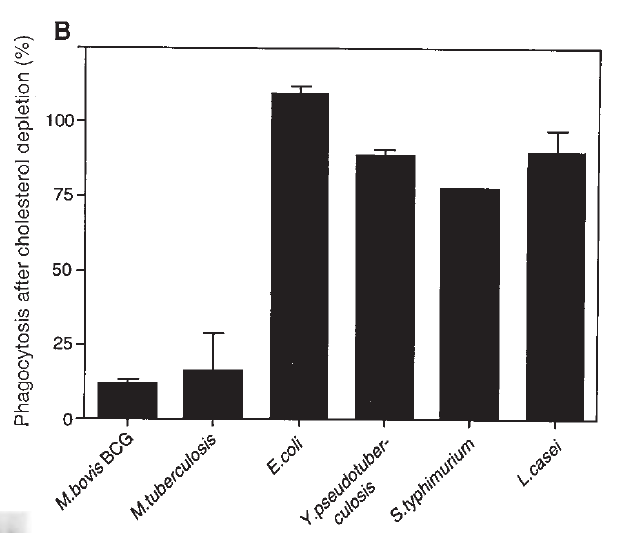 B
Phagocytosis after cholesterol depletion (%)
100
75
50
25
0
M.bovis BCG
M.tuberculosis
E.coli
Y.pseudotuber-
culosis
S.typhimurium
L.casei